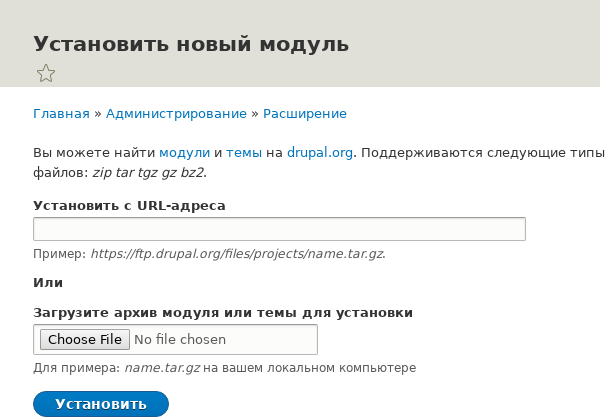 Установить новый модуль
Главная » Администрирование » Расширение
Вы можете найти модули и темы на drupal.org. Поддерживаются следующие типы
файлов: zip tar tgz gz bz2.
Установить с URL-адреса
Пример: https://ftp.drupal.org/files/projects/name.tar.gz.
Или
Загрузите архив модуля или темы для установки
Choose File No file chosen
Для примера: name.tar.gz на вашем локальном компьютере
Установить